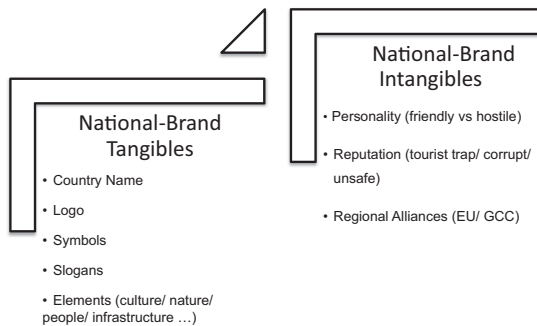 National-Brand
Tangibles
• Country Name
• Logo
• Symbols
• Slogans
• Elements (culture/ nature/
people/ infrastructure ...)
National-Brand
Intangibles
• Personality (friendly vs hostile)
• Reputation (tourist trap/ corrupt/
unsafe)
• Regional Alliances (EU/ GCC)